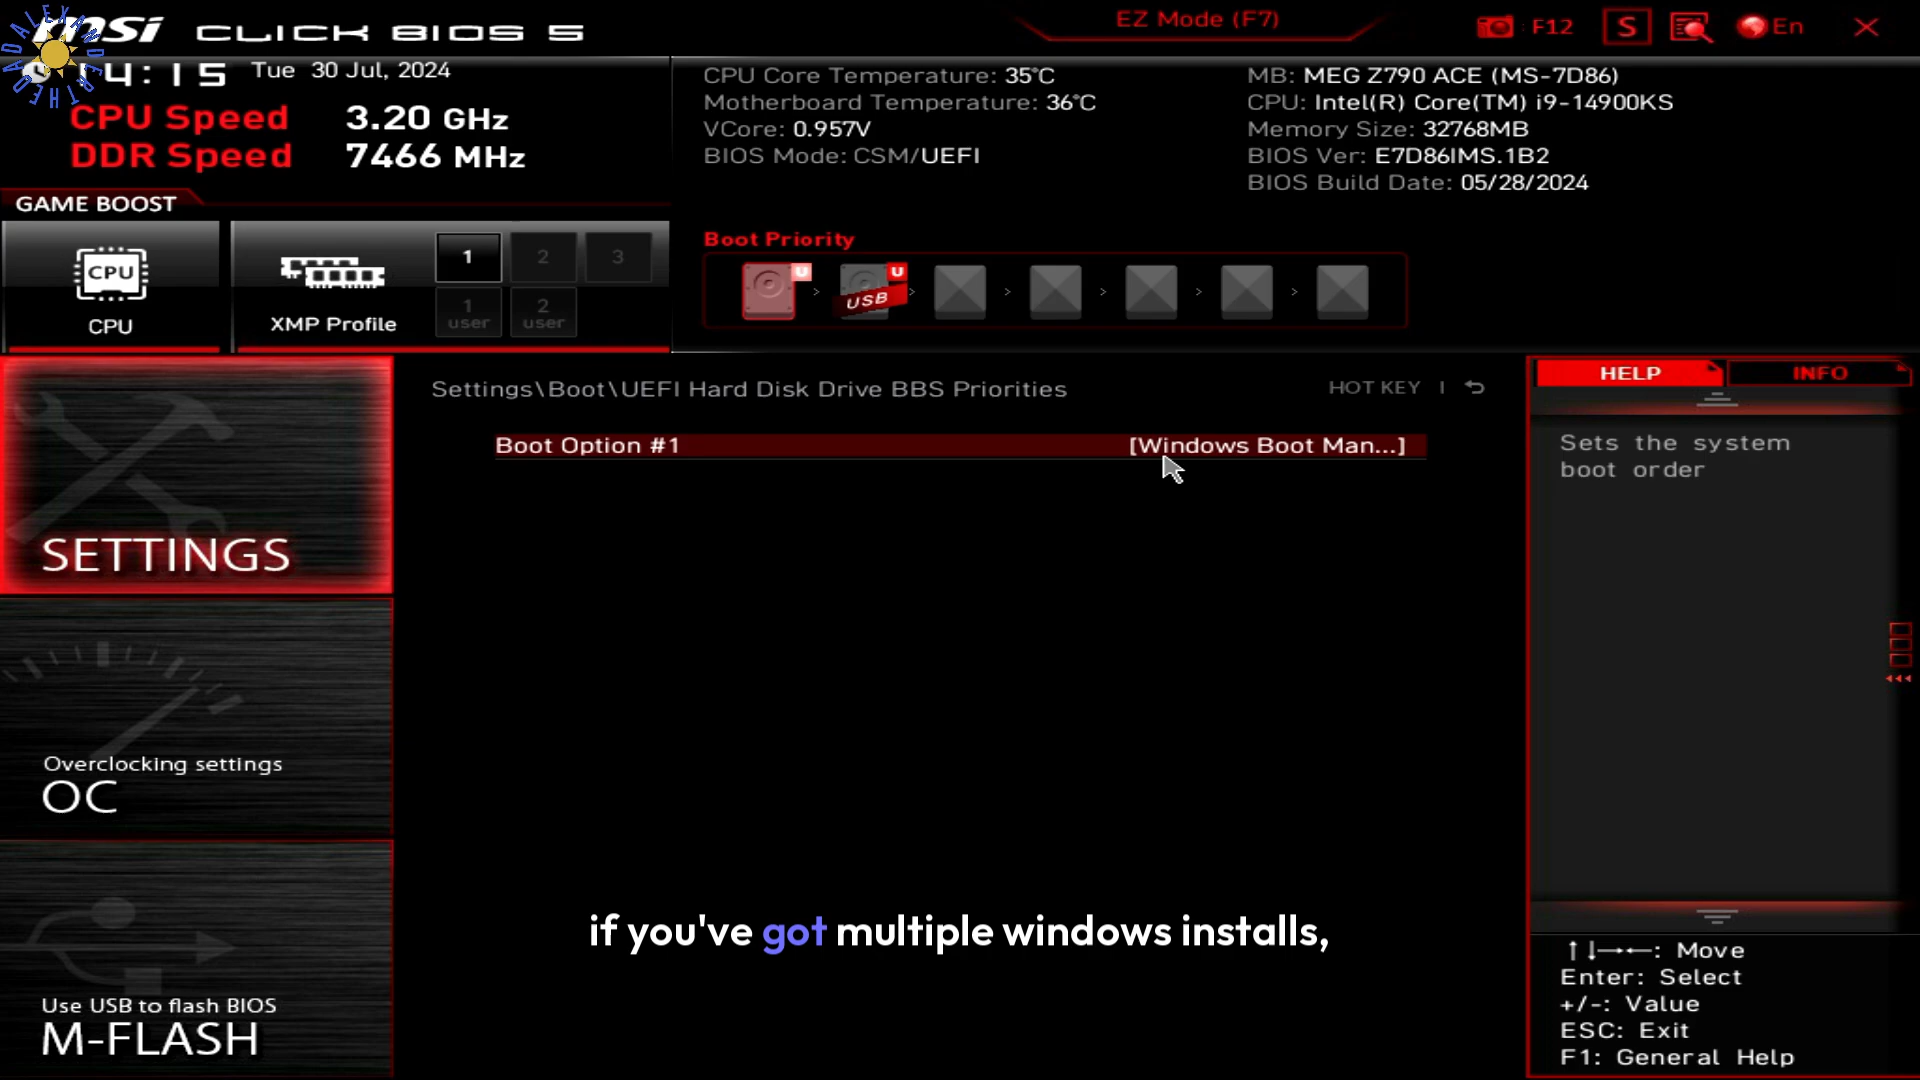 msi CLICK BIOS 5
EZ Mode (F7)
: F12
S
En
THEDADALEXANDER
14:15 Tue 30 Jul, 2024
CPU Speed 3.20 GHz
DDR Speed 7466 MHz
CPU Core Temperature: 35°C
Motherboard Temperature: 36°C
VCore: 0.957V
BIOS Mode: CSM/UEFI
MB: MEG Z790 ACE (MS-7D86)
CPU: Intel(R) Core(TM) i9-14900KS
Memory Size: 32768MB
BIOS Ver: E7D86IMS.1B2
BIOS Build Date: 05/28/2024
GAME BOOST
CPU
CPU
XMP Profile
1 2 3
1 user
2 user
Boot Priority
U
U
USB
Settings\Boot\UEFI Hard Disk Drive BBS Priorities
HOT KEY |
Boot Option #1 [Windows Boot Man...]
HELP
INFO
Sets the system
boot order
SETTINGS
Overclocking settings
OC
Use USB to flash BIOS
M-FLASH
if you've got multiple windows installs,
↑↓→←: Move
Enter: Select
+/-: Value
ESC: Exit
F1: General Help